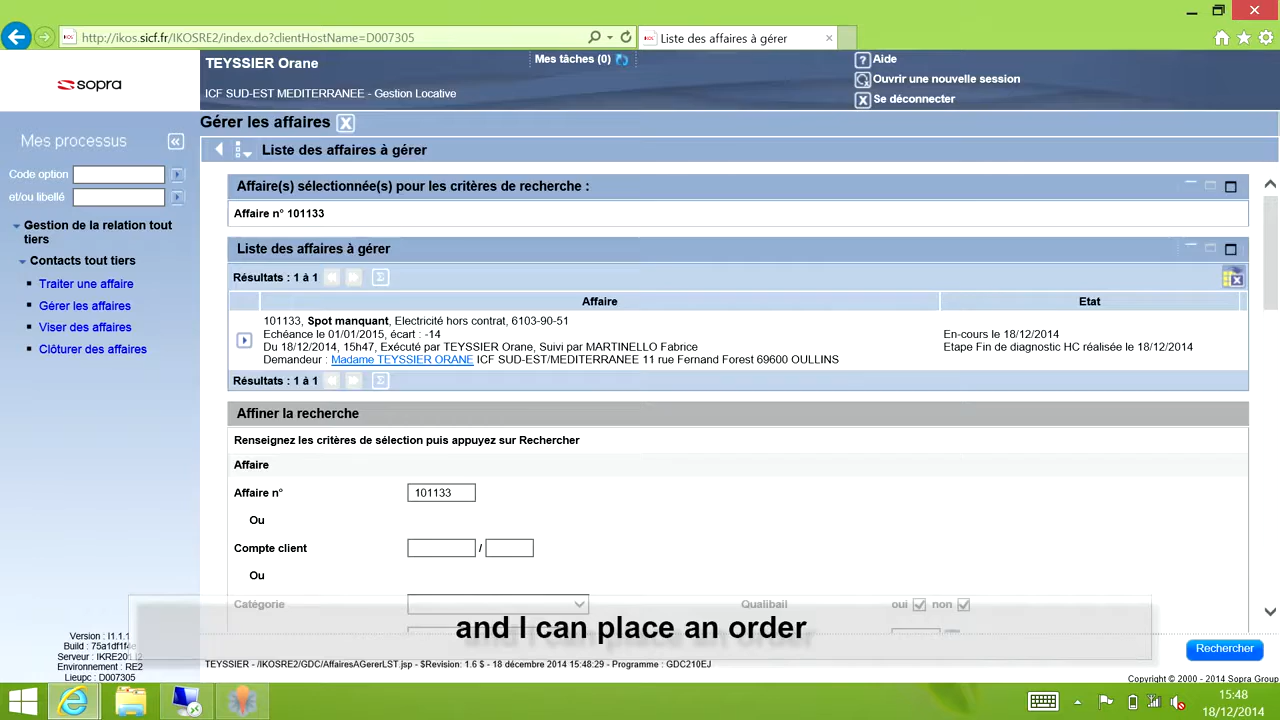 http://ikos.sicf.fr/IKOSRE2/index.do?clientHostName=D007305
Liste des affaires à gérer
sopra
TEYSSIER Orane
Mes tâches (0)
Aide
Ouvrir une nouvelle session
ICF SUD-EST MEDITERRANEE - Gestion Locative
Se déconnecter
Gérer les affaires
Mes processus
Liste des affaires à gérer
Code option
et/ou libellé
Gestion de la relation tout
tiers
Contacts tout tiers
Traiter une affaire
Gérer les affaires
Viser des affaires
Clôturer des affaires
Affaire(s) sélectionnée(s) pour les critères de recherche :
Affaire n° 101133
Liste des affaires à gérer
Résultats : 1 à 1
Affaire
Etat
101133, Spot manquant, Electricité hors contrat, 6103-90-51
Echéance le 01/01/2015, écart : -14
Du 18/12/2014, 15h47, Exécuté par TEYSSIER Orane, Suivi par MARTINELLO Fabrice
Demandeur : Madame TEYSSIER ORANE ICF SUD-EST/MEDITERRANEE 11 rue Fernand Forest 69600 OULLINS
En-cours le 18/12/2014
Etape Fin de diagnostic HC réalisée le 18/12/2014
Résultats : 1 à 1
Affiner la recherche
Renseignez les critères de sélection puis appuyez sur Rechercher
Affaire
Affaire n° 101133
Ou
Compte client /
Ou
Catégorie
Qualibail oui non
and I can place an order
Version : I1.1.1
Serveur : IKRE201
Environnement : RE2
Lieupc : D007305
TEYSSIER - /IKOSRE2/GDC/AffairesAGererLST.jsp - $Revision: 1.6 $ - 18 décembre 2014 15:48:29 - Programme : GDC210EJ
Rechercher
Copyright © 2000 - 2014 Sopra Group
15:48
18/12/2014